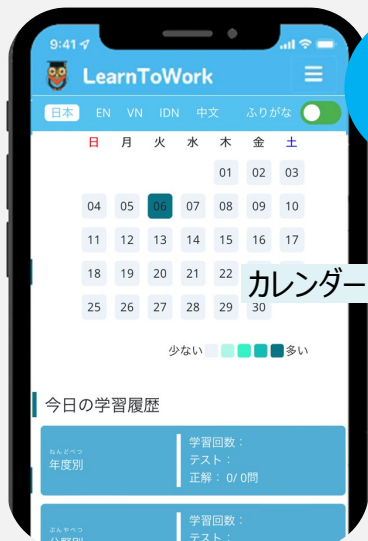 9:41
LearnToWork
日本 EN VN IDN 中文 ふりがな
日 月 火 水 木 金 土
01 02 03
04 05 06 07 08 09 10
11 12 13 14 15 16 17
18 19 20 21 22
カレンダー
25 26 27 28 29 30
少ない 多い
今日の学習履歴
ねんどべつ
年度別
学習回数：
テスト：
正解： 0/ 0問
ぶんやべつ
分野別
学習回数：
テスト：